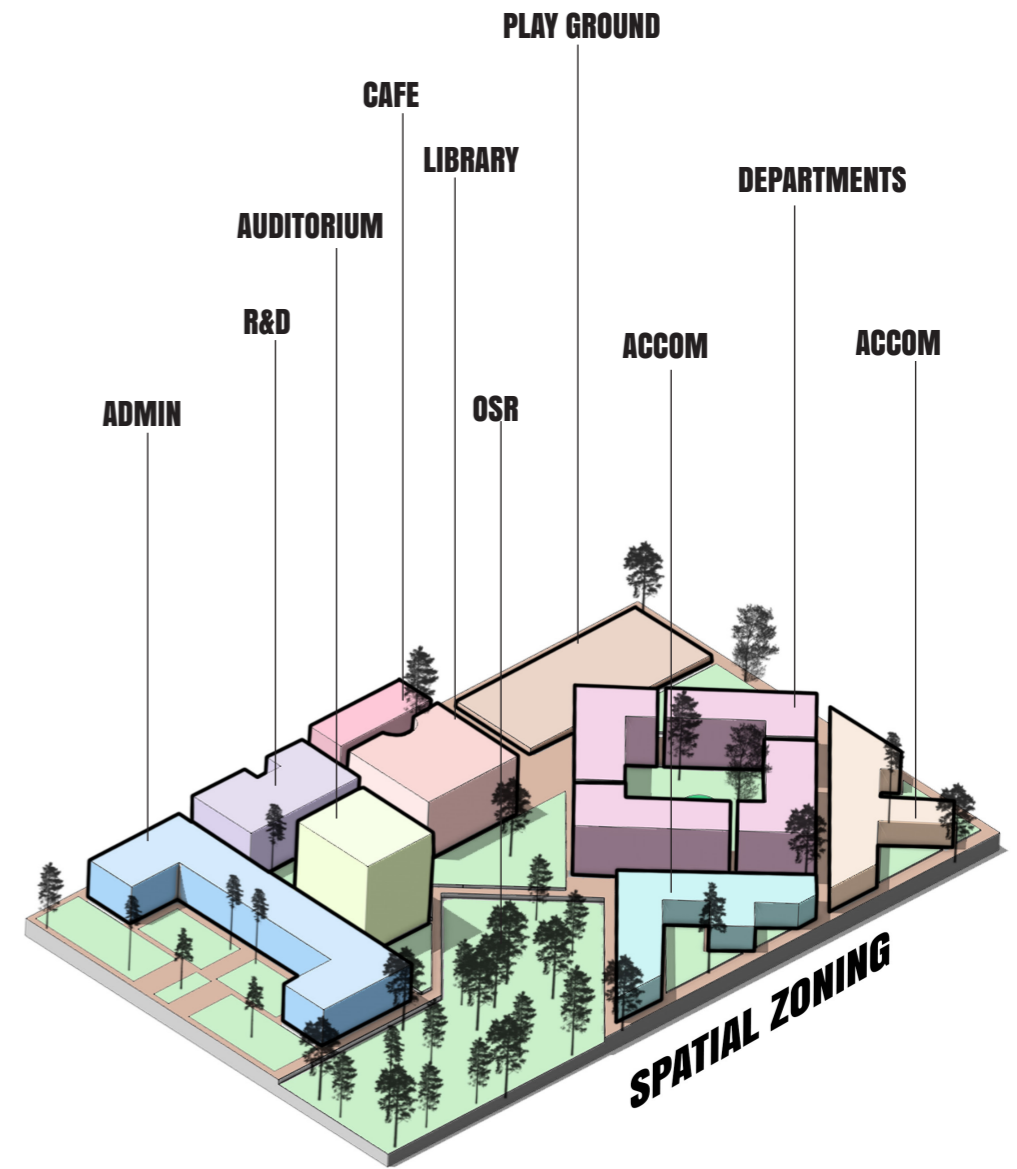 PLAY GROUND
CAFE
LIBRARY
DEPARTMENTS
AUDITORIUM
R&D
ACCOM
ACCOM
OSR
ADMIN
SPATIAL ZONING